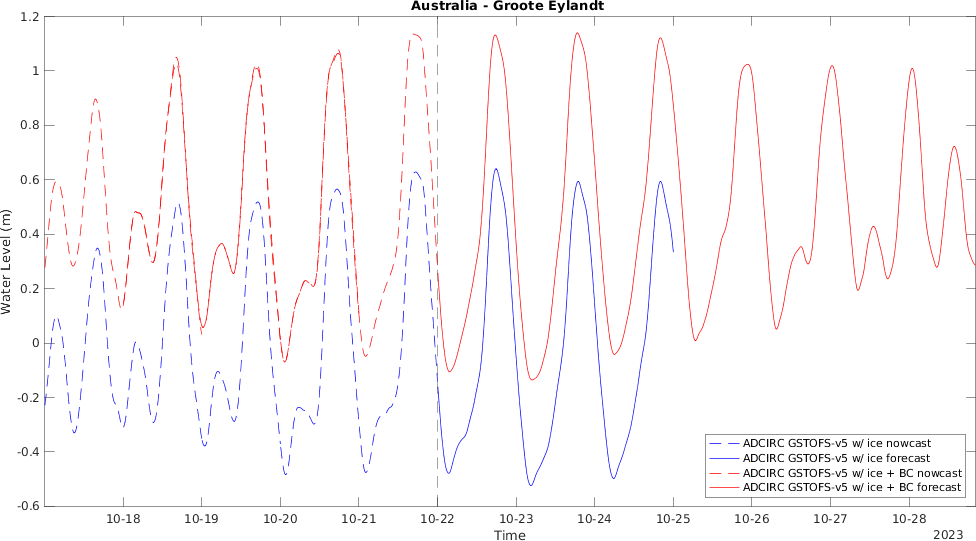 Australia - Groote Eylandt
1.2
1
0.8
0.6
0.4
0.2
0
-0.2
-0.4
-0.6
Water Level (m)
10-18 10-19 10-20 10-21 10-22 10-23 10-24 10-25 10-26 10-27 10-28
Time
2023
ADCIRC GSTOFS-v5 w/ ice nowcast
ADCIRC GSTOFS-v5 w/ ice forecast
ADCIRC GSTOFS-v5 w/ ice + BC nowcast
ADCIRC GSTOFS-v5 w/ ice + BC forecast